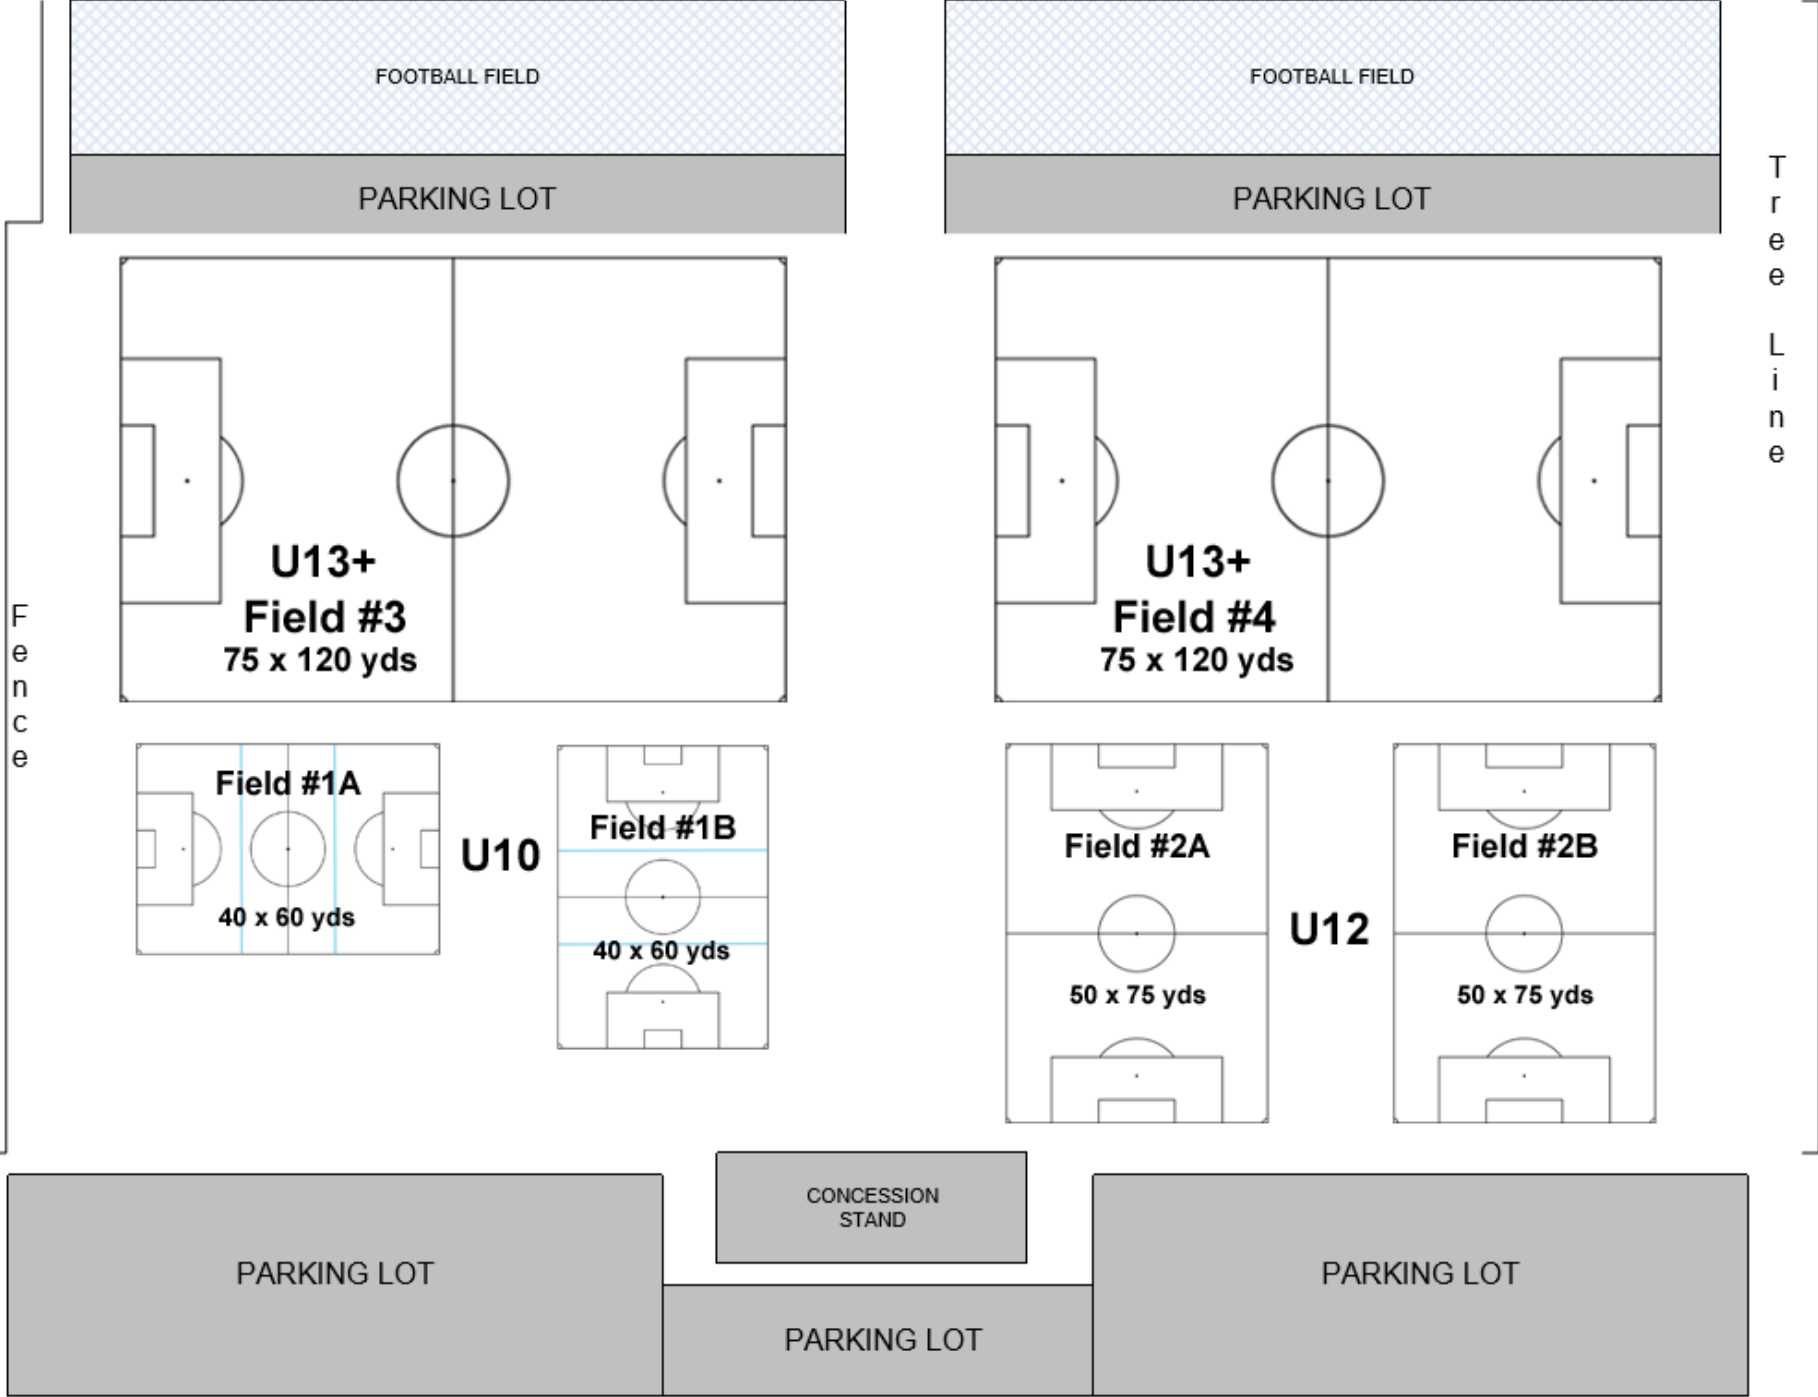 FOOTBALL FIELD
FOOTBALL FIELD
PARKING LOT
PARKING LOT
Tree Line
U13+
Field #3
75 x 120 yds
U13+
Field #4
75 x 120 yds
Fence
Field #1A
40 x 60 yds
U10
Field #1B
40 x 60 yds
Field #2A
50 x 75 yds
U12
Field #2B
50 x 75 yds
CONCESSION
STAND
PARKING LOT
PARKING LOT
PARKING LOT